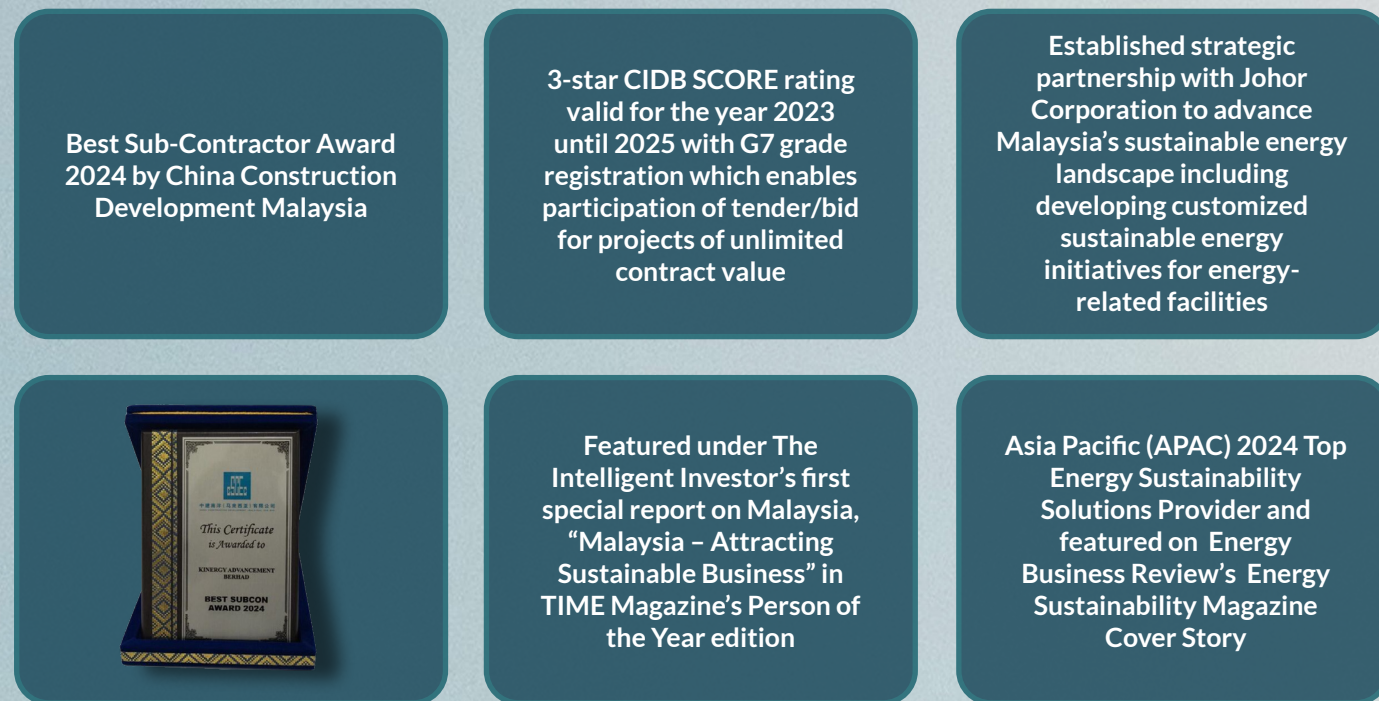 Best Sub-Contractor Award
2024 by China Construction
Development Malaysia
3-star CIDB SCORE rating
valid for the year 2023
until 2025 with G7 grade
registration which enables
participation of tender/bid
for projects of unlimited
contract value
Established strategic
partnership with Johor
Corporation to advance
Malaysia’s sustainable energy
landscape including
developing customized
sustainable energy
initiatives for energy-
related facilities
This Certificate
is Awarded to
KINERGY ADVANCEMENT
BERHAD
BEST SUBCON
AWARD 2024
Featured under The
Intelligent Investor’s first
special report on Malaysia,
“Malaysia – Attracting
Sustainable Business” in
TIME Magazine’s Person of
the Year edition
Asia Pacific (APAC) 2024 Top
Energy Sustainability
Solutions Provider and
featured on Energy
Business Review’s Energy
Sustainability Magazine
Cover Story